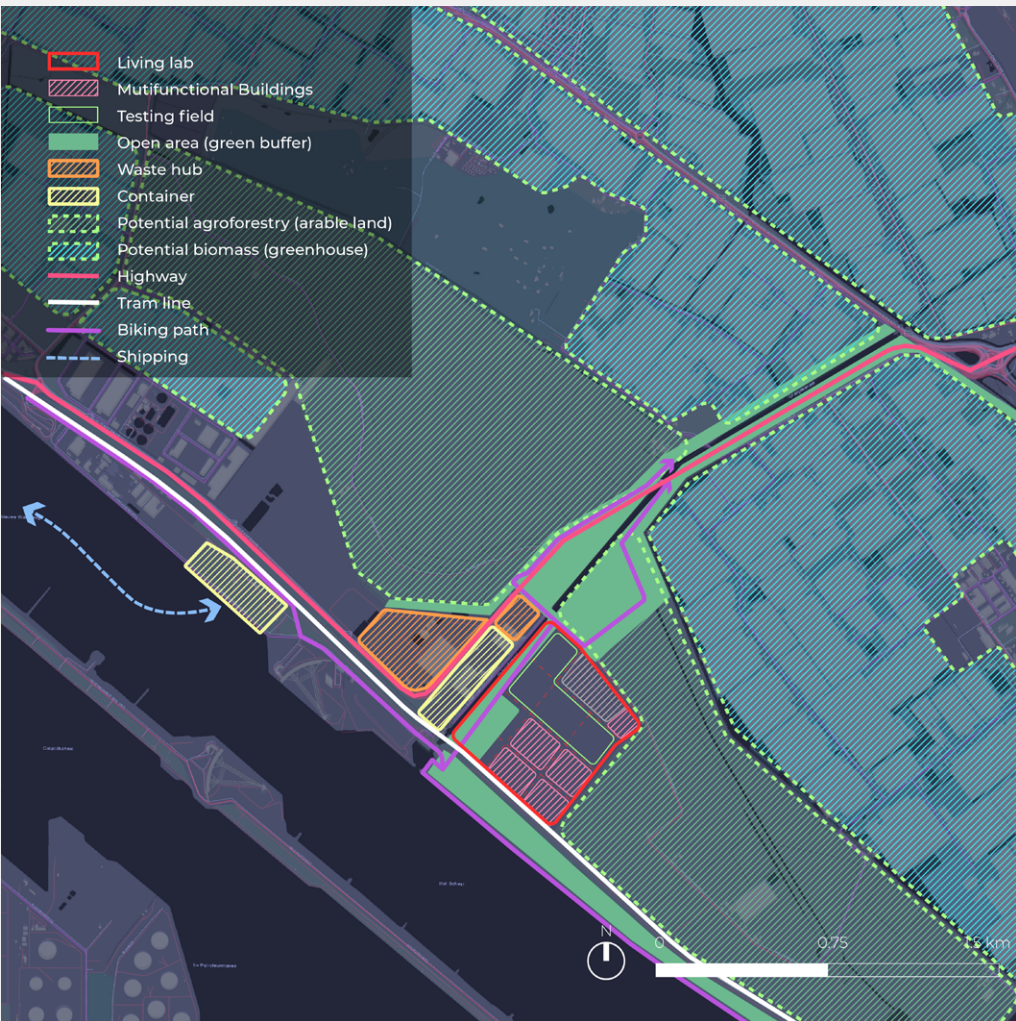 Living lab
Mutifunctional Buildings
Testing field
Open area (green buffer)
Waste hub
Container
Potential agroforestry (arable land)
Potential biomass (greenhouse)
Highway
Tram line
Biking path
Shipping
N
0
0.75
1.5 km